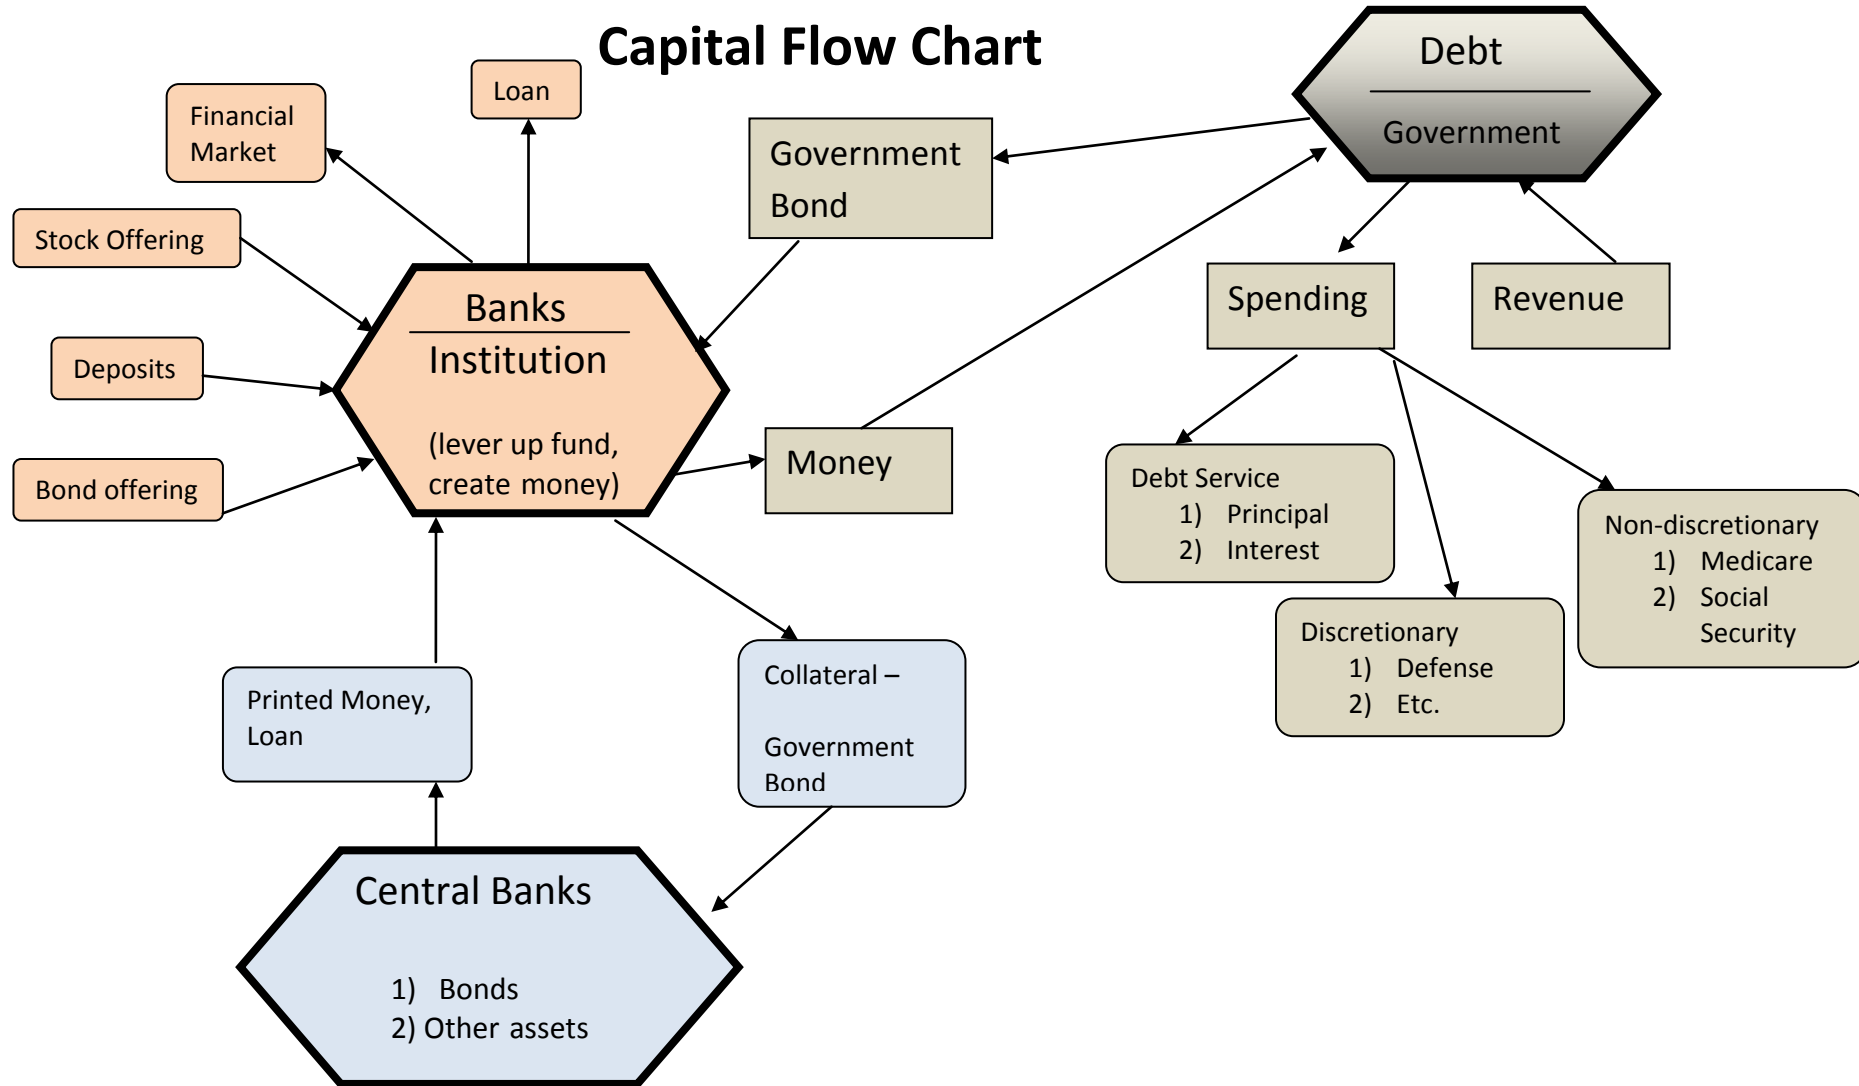 Capital Flow Chart
Debt
Government
Loan
Financial
Market
Government
Bond
Stock Offering
Spending
Revenue
Banks
Institution
(lever up fund,
create money)
Deposits
Money
Bond offering
Debt Service
1) Principal
2) Interest
Non-discretionary
1) Medicare
2) Social
Security
Discretionary
1) Defense
2) Etc.
Printed Money,
Loan
Collateral –
Government
Bond
Central Banks
1) Bonds
2) Other assets